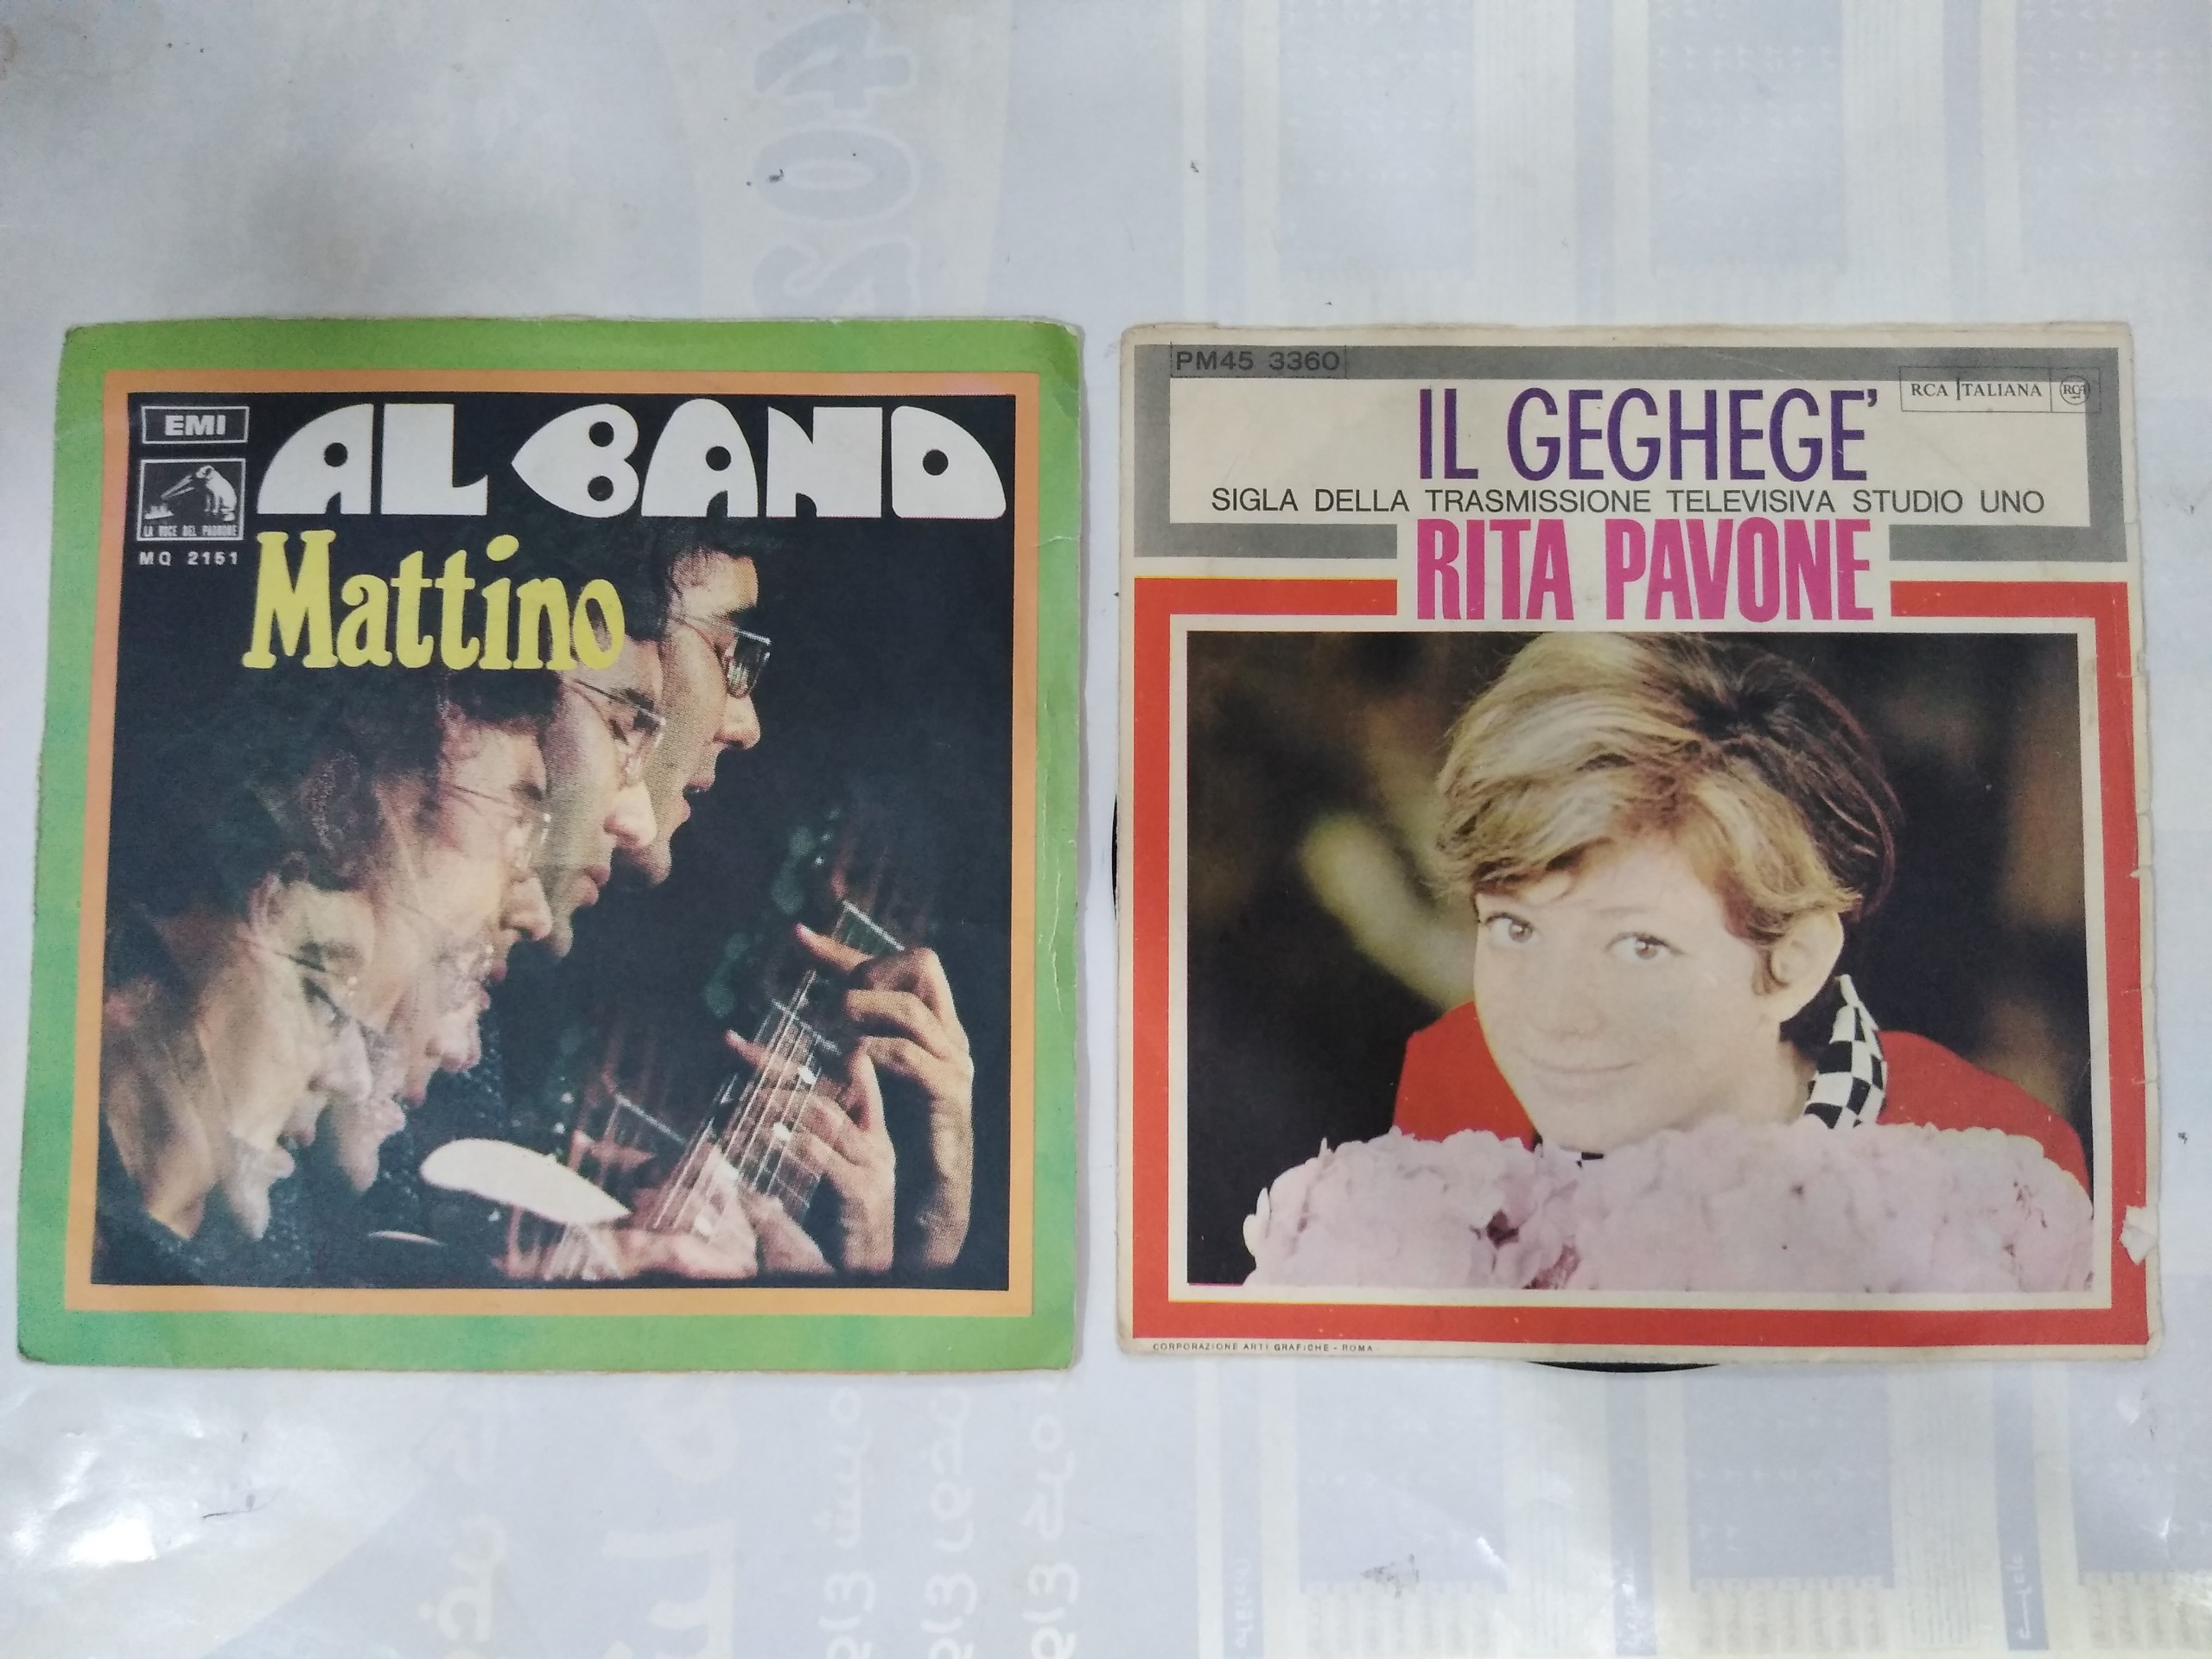 EMI
AL BANO
LA VOCE DEL PADRONE
MQ 2151
Mattino
PM45 3360
RCA ITALIANA
RCA
IL GEGHEGE'
SIGLA DELLA TRASMISSIONE TELEVISIVA STUDIO UNO
RITA PAVONE
CORPORAZIONE ARTI GRAFICHE - ROMA